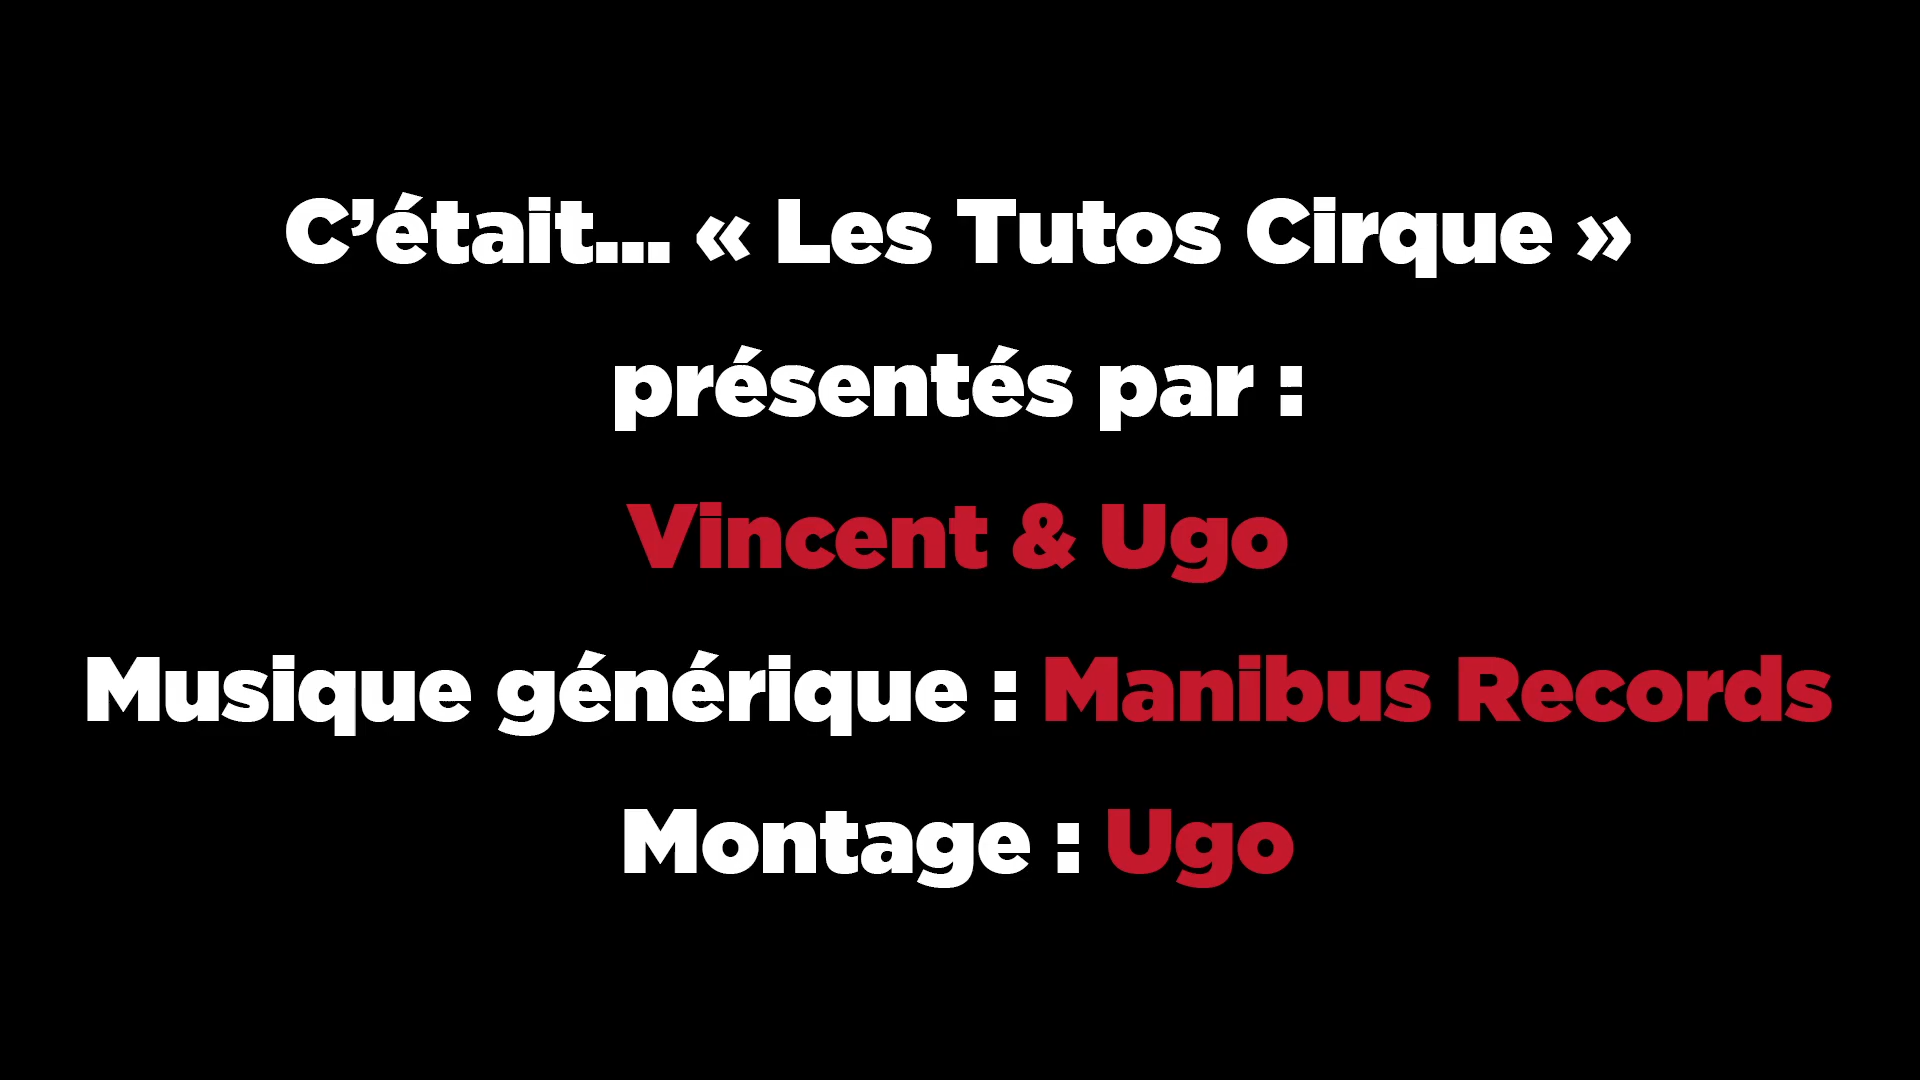 C’était... « Les Tutos Cirque »
présentés par :
Vincent & Ugo
Musique générique : Manibus Records
Montage : Ugo